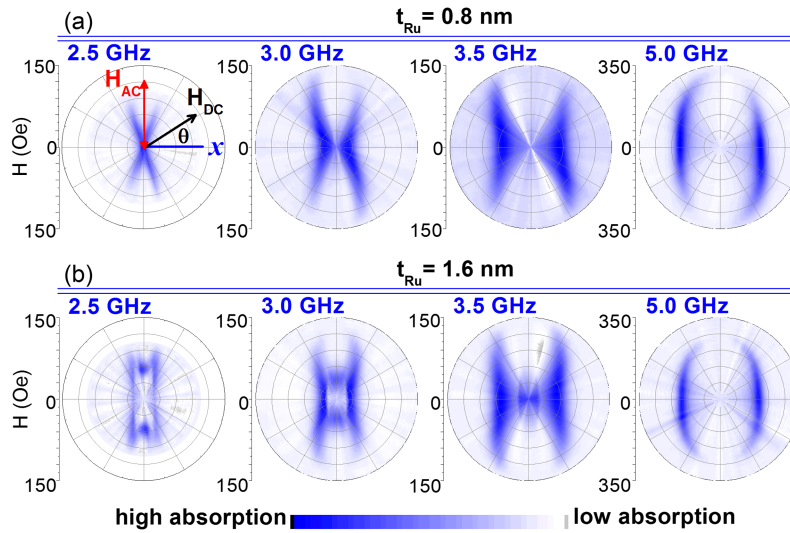 (a) t_Ru = 0.8 nm
2.5 GHz 3.0 GHz 3.5 GHz 5.0 GHz
150 150 150 350
H_AC H_DC θ x
H (Oe) 0 0 0 0
150 150 150 350
(b) t_Ru = 1.6 nm
2.5 GHz 3.0 GHz 3.5 GHz 5.0 GHz
150 150 150 350
H (Oe) 0 0 0 0
150 150 150 350
high absorption low absorption